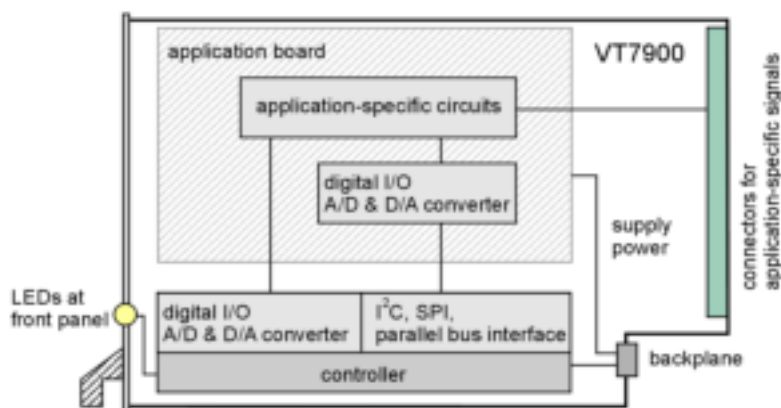 application board
VT7900
application-specific circuits
digital I/O
A/D & D/A converter
supply
power
connectors for
application-specific signals
LEDs at
front panel
digital I/O
A/D & D/A converter
I²C, SPI,
parallel bus interface
backplane
controller